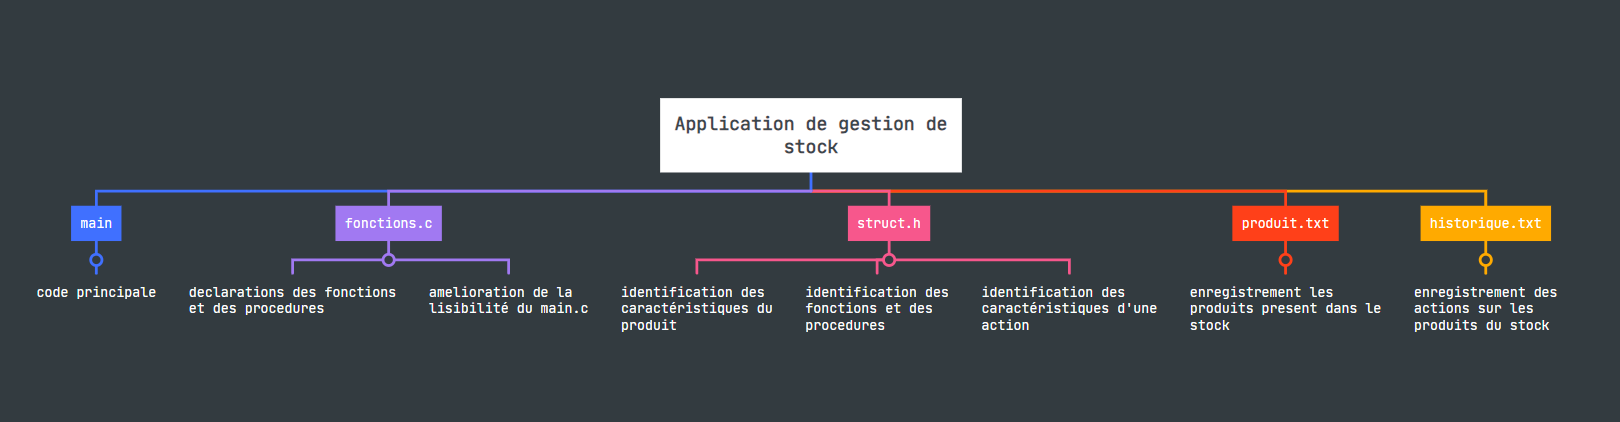 Application de gestion de
stock
main
fonctions.c
struct.h
produit.txt
historique.txt
code principale
declarations des fonctions
et des procedures
amelioration de la
lisibilité du main.c
identification des
caractéristiques du
produit
identification des
fonctions et des
procedures
identification des
caractéristiques d'une
action
enregistrement les
produits present dans le
stock
enregistrement des
actions sur les
produits du stock